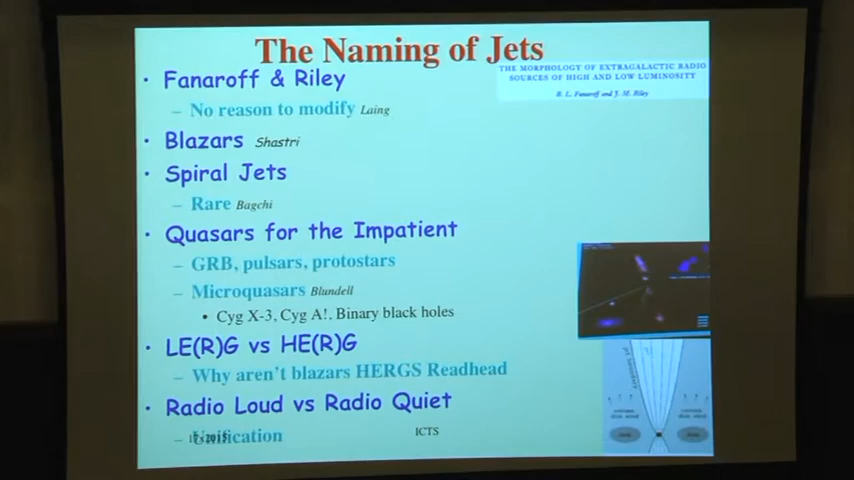 The Naming of Jets
THE MORPHOLOGY OF EXTRAGALACTIC RADIO
SOURCES OF HIGH AND LOW LUMINOSITY
B. L. Fanaroff and J. M. Riley
• Fanaroff & Riley
– No reason to modify Laing
• Blazars Shastri
• Spiral Jets
– Rare Bagchi
• Quasars for the Impatient
– GRB, pulsars, protostars
– Microquasars Blundell
• Cyg X-3, Cyg A!. Binary black holes
• LE(R)G vs HE(R)G
– Why aren't blazars HERGS Readhead
• Radio Loud vs Radio Quiet
– Unification
ICTS